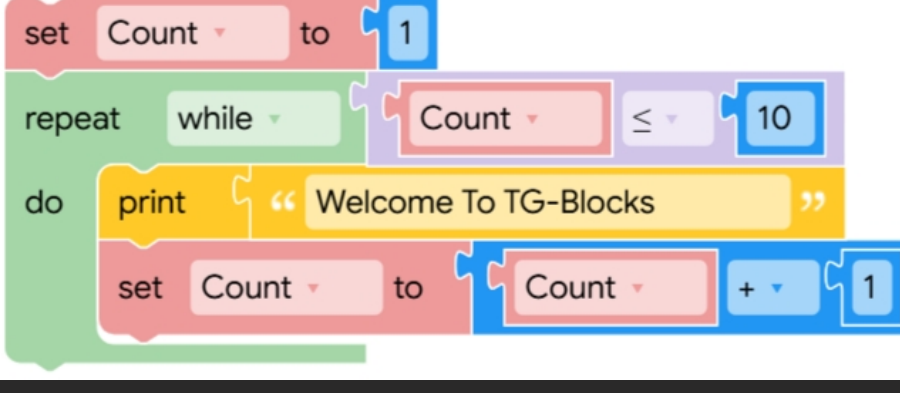 set Count to 1
repeat while Count ≤ 10
do print “ Welcome To TG-Blocks ”
set Count to Count + 1